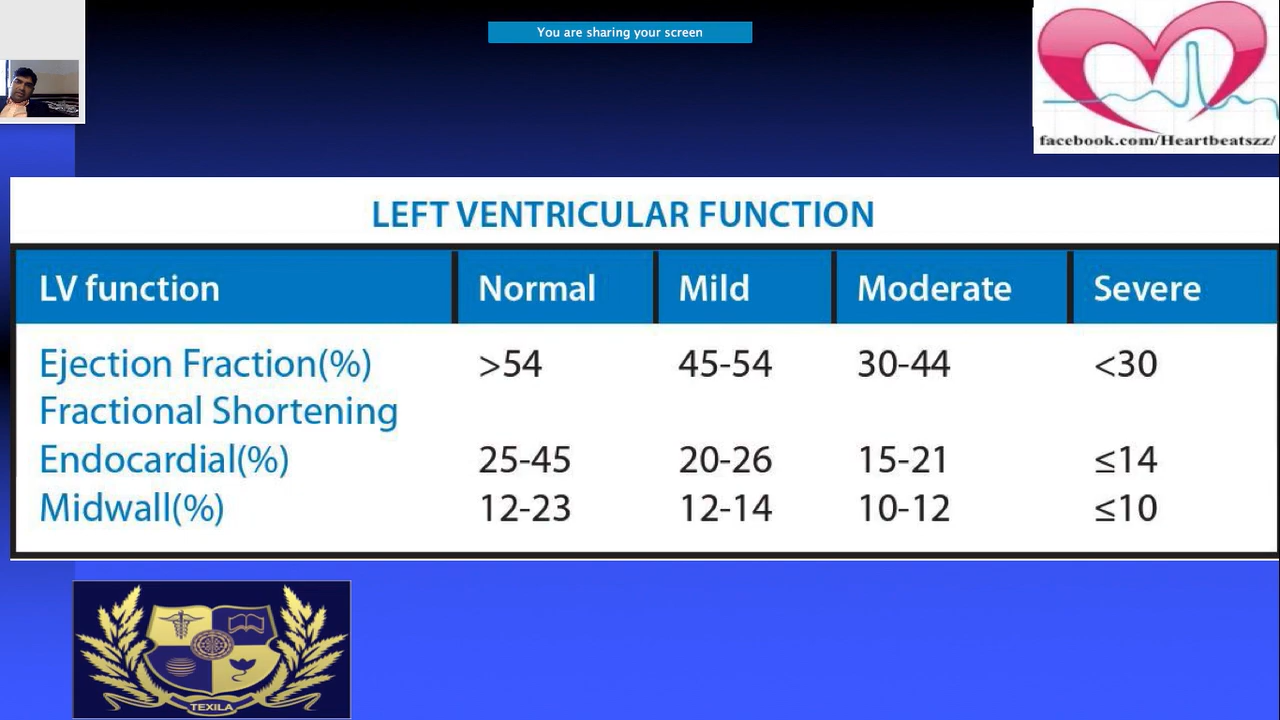 You are sharing your screen
facebook.com/Heartbeatszz/
LEFT VENTRICULAR FUNCTION
LV function Normal Mild Moderate Severe
Ejection Fraction(%) >54 45-54 30-44 <30
Fractional Shortening
Endocardial(%) 25-45 20-26 15-21 ≤14
Midwall(%) 12-23 12-14 10-12 ≤10
TEXILA